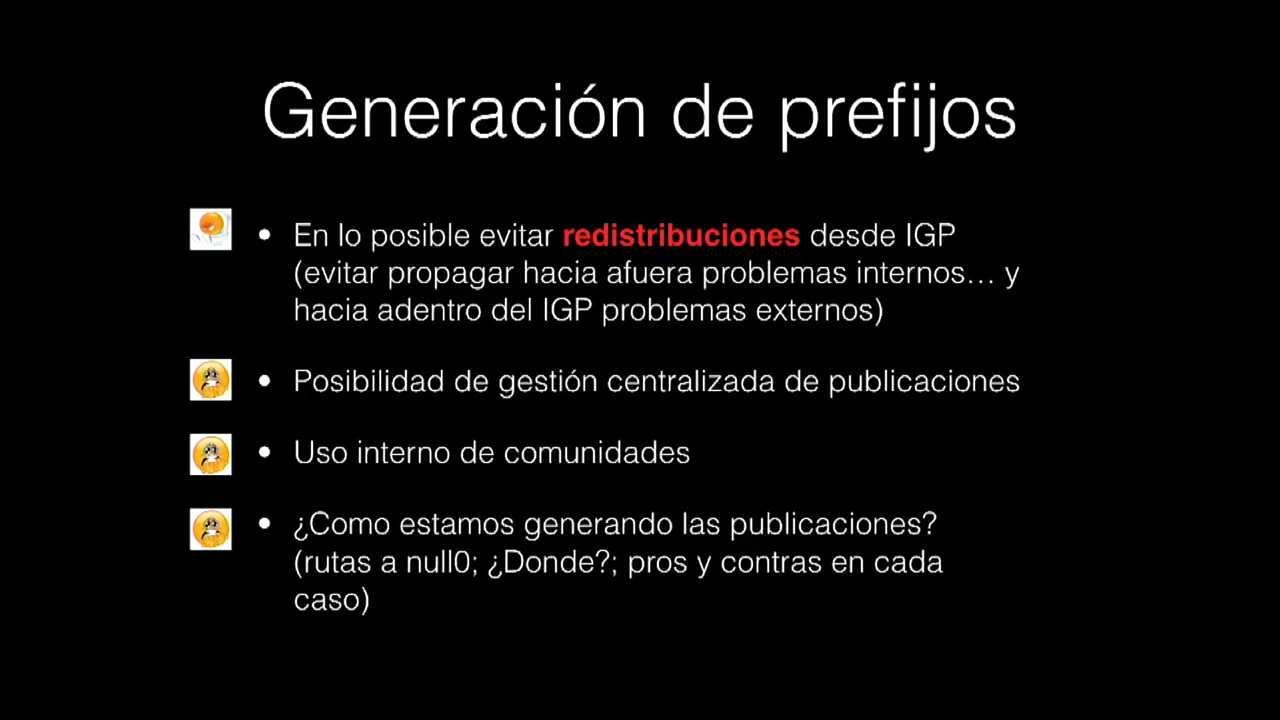 Generación de prefijos
• En lo posible evitar redistribuciones desde IGP
(evitar propagar hacia afuera problemas internos… y
hacia adentro del IGP problemas externos)
• Posibilidad de gestión centralizada de publicaciones
• Uso interno de comunidades
• ¿Como estamos generando las publicaciones?
(rutas a null0; ¿Donde?; pros y contras en cada
caso)